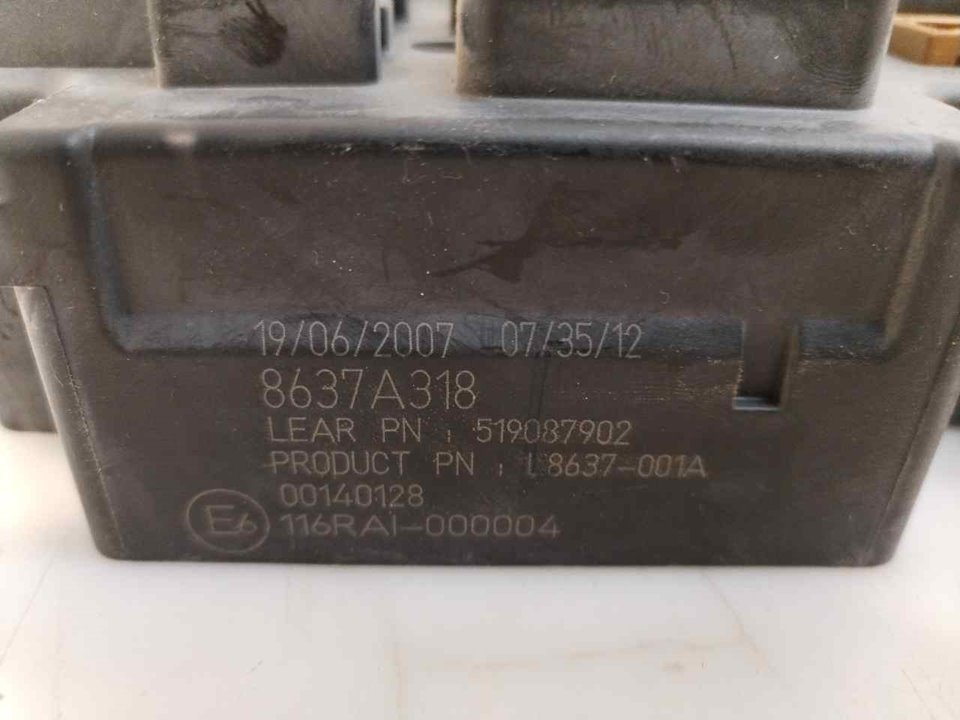 19/06/2007 07/35/12
8637A318
LEAR PN : 519087902
PRODUCT PN : L8637-001A
00140128
E6 116RAI-000004